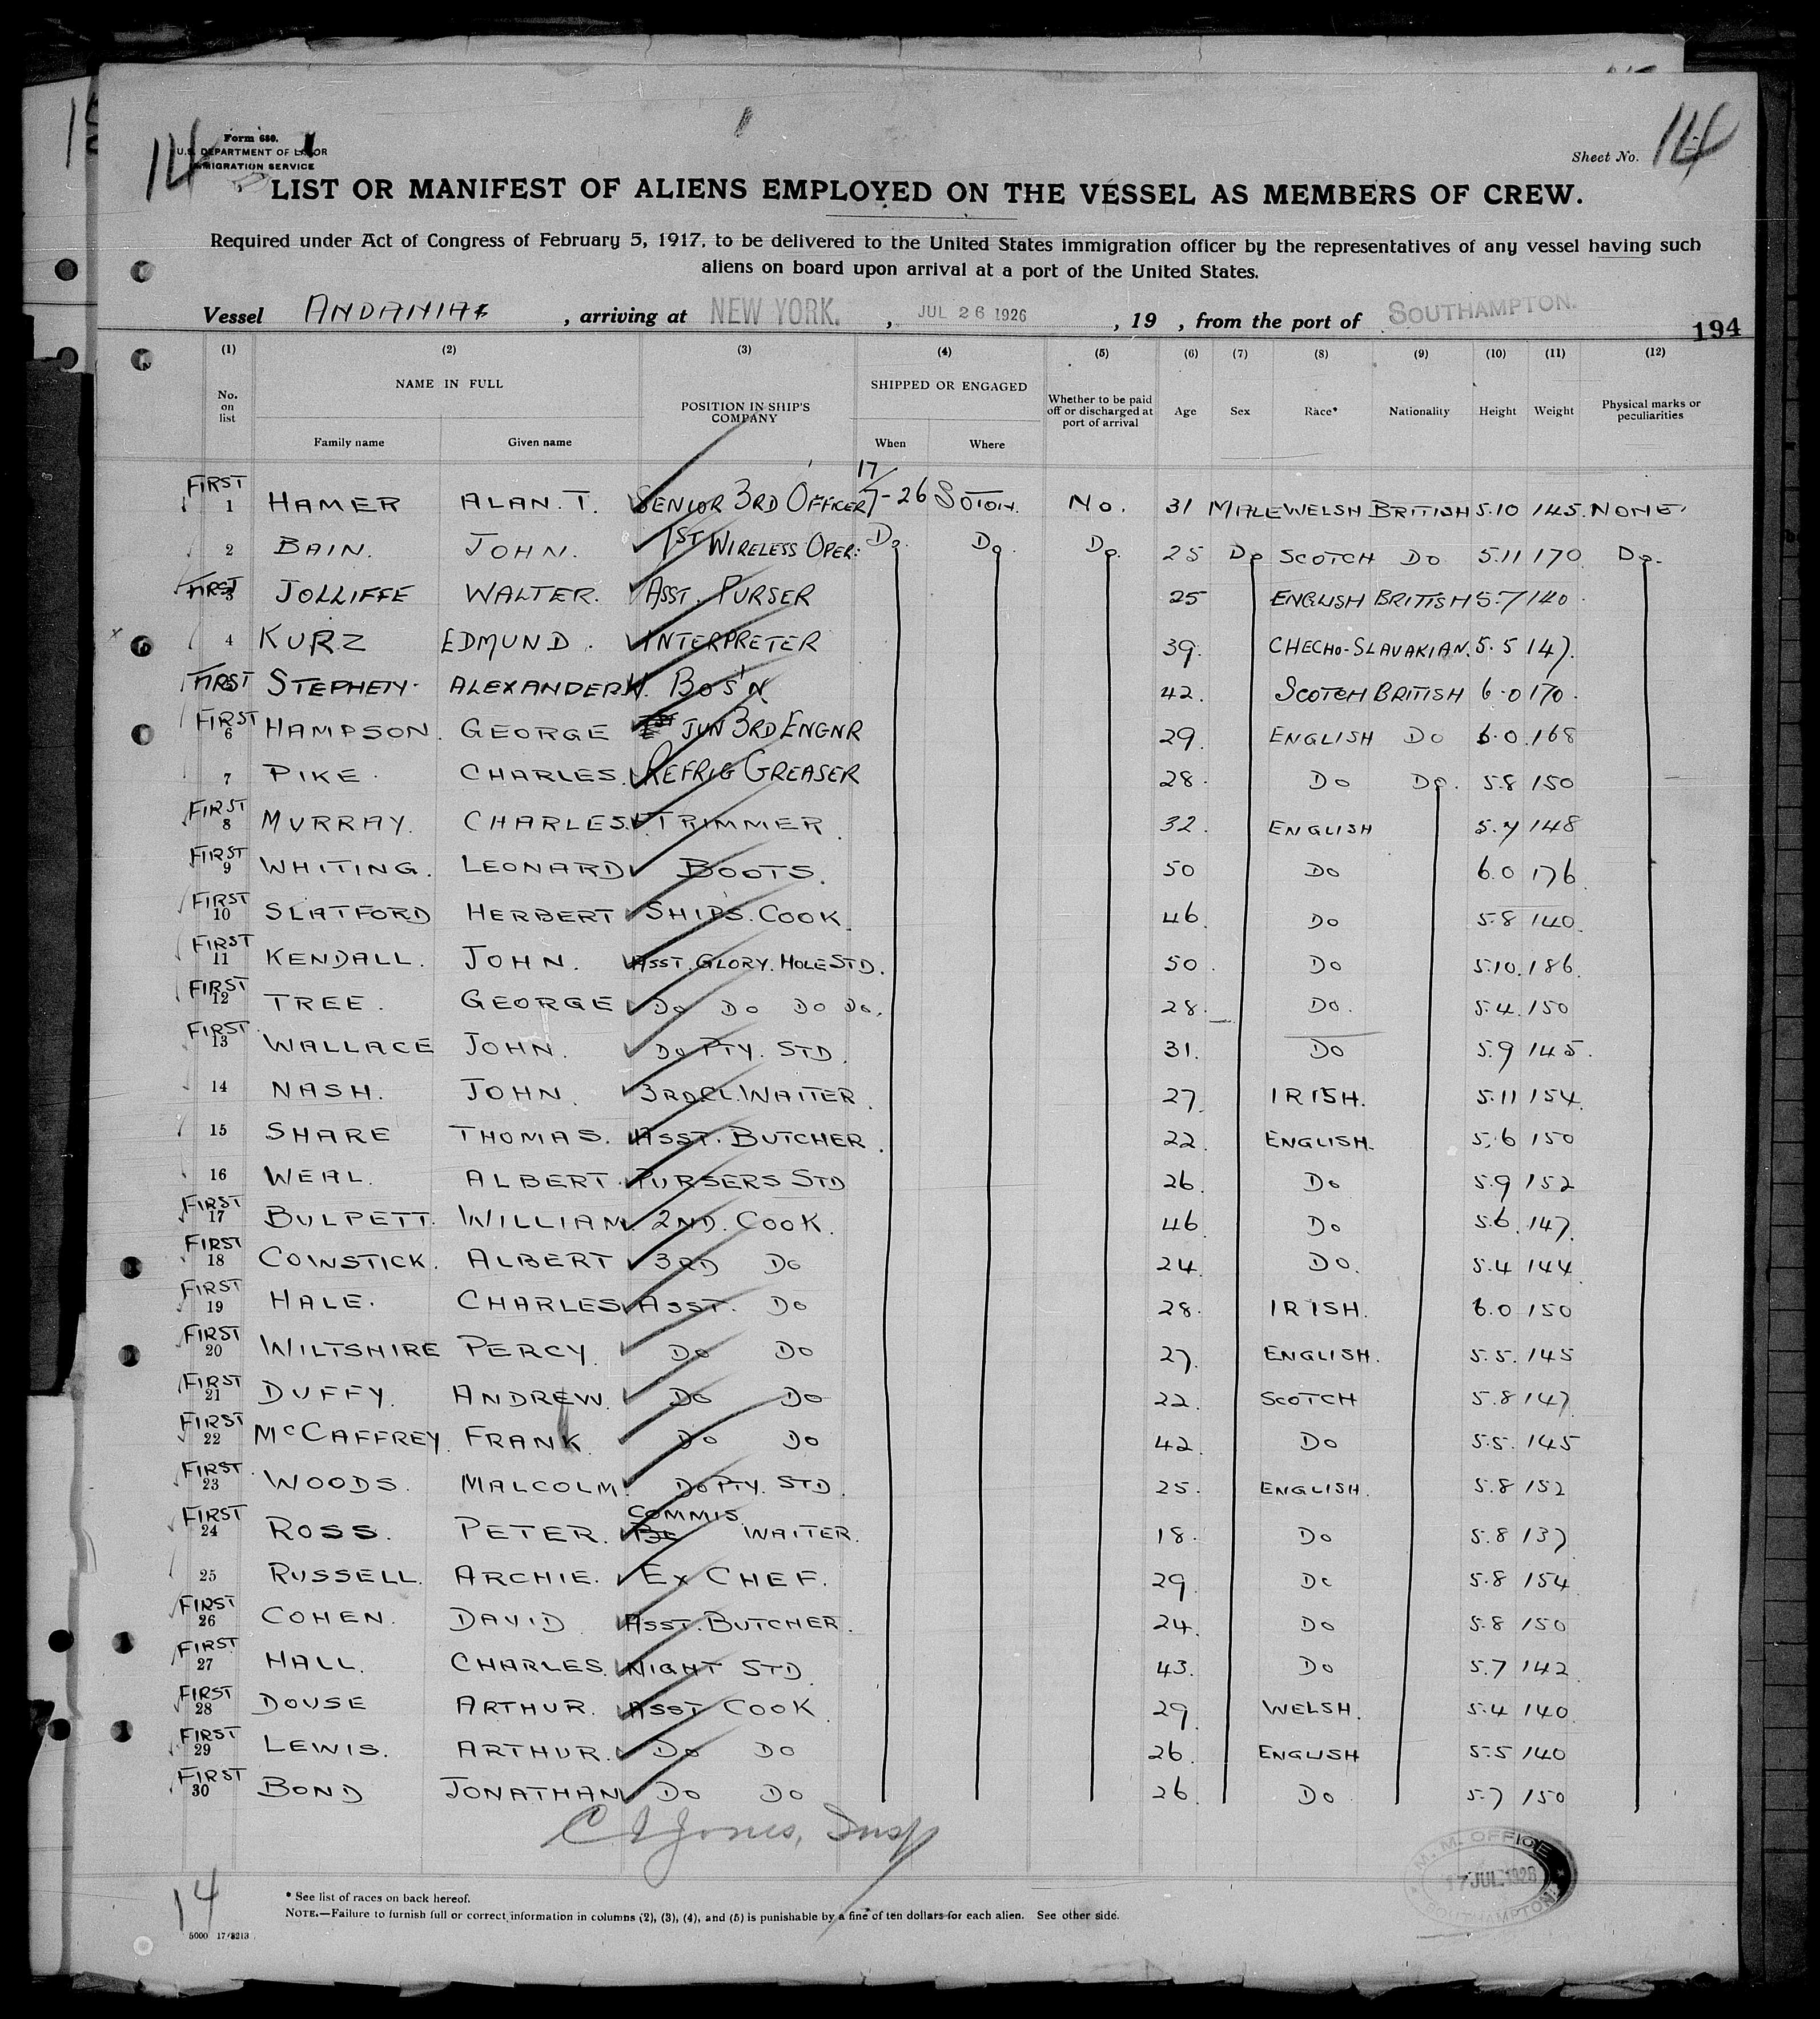 14
Form 680.
U.S. DEPARTMENT OF LABOR
IMMIGRATION SERVICE
Sheet No. 14
LIST OR MANIFEST OF ALIENS EMPLOYED ON THE VESSEL AS MEMBERS OF CREW.
Required under Act of Congress of February 5, 1917, to be delivered to the United States immigration officer by the representatives of any vessel having such
aliens on board upon arrival at a port of the United States.
Vessel ANDANIA , arriving at NEW YORK. , JUL 26 1926 , 19 , from the port of SOUTHAMPTON.
194
(1) (2) (3) (4) (5) (6) (7) (8) (9) (10) (11) (12)
No. on list NAME IN FULL Family name Given name POSITION IN SHIP'S COMPANY SHIPPED OR ENGAGED When Where Whether to be paid off or discharged at port of arrival Age Sex Race* Nationality Height Weight Physical marks or peculiarities
FIRST 1 HAMER ALAN. T. SENIOR 3RD OFFICER 17/7-26 SOTON. No. 31 MALE WELSH BRITISH 5.10 145. NONE.
2 BAIN. JOHN. 1ST WIRELESS OPER: Do. Do. Do. 25 Do SCOTCH DO 5.11 170. Do.
FIRST 3 JOLLIFFE WALTER. ASST. PURSER 25 ENGLISH BRITISH 5.7 140.
4 KURZ EDMUND. INTERPRETER 39. CHECHO-SLAVAKIAN. 5.5 147.
FIRST 5 STEPHEN. ALEXANDER W. BOS'N 42. SCOTCH BRITISH 6.0 170.
FIRST 6 HAMPSON. GEORGE JUN 3RD ENGNR 29. ENGLISH DO 6.0. 168
7 PIKE. CHARLES. REFRIG GREASER 28. DO DO. 5.8 150
FIRST 8 MURRAY. CHARLES. TRIMMER. 32. ENGLISH 5.7 148
FIRST 9 WHITING. LEONARD BOOTS. 50 DO 6.0 176.
FIRST 10 SLATFORD HERBERT SHIPS. COOK. 46. DO 5.8 140.
FIRST 11 KENDALL. JOHN. ASST. GLORY. HOLE STD. 50. DO 5.10. 186.
FIRST 12 TREE. GEORGE DO DO DO DO. 28. DO. 5.4. 150
FIRST 13 WALLACE JOHN. DO PTY. STD. 31. DO 5.9 145.
14 NASH. JOHN. 3RD.CL. WAITER. 27. IRISH. 5.11 154.
15 SHARE THOMAS. ASST. BUTCHER. 22. ENGLISH. 5.6 150
16 WEAL. ALBERT. PURSERS STD 26. DO 5.9 152
FIRST 17 BULPETT. WILLIAM. 2ND. COOK. 46 DO 5.6. 147.
FIRST 18 COWSTICK. ALBERT 3RD DO 24. DO. 5.4 144.
FIRST 19 HALE. CHARLES ASST. DO 28. IRISH. 6.0 150
FIRST 20 WILTSHIRE PERCY. DO DO 27. ENGLISH. 5.5. 145
FIRST 21 DUFFY. ANDREW. DO DO 22. SCOTCH 5.8 147
FIRST 22 McCAFFREY. FRANK. DO DO 42. DO 5.5. 145
FIRST 23 WOODS. MALCOLM. DO PTY. STD. 25. ENGLISH. 5.8 152
FIRST 24 ROSS. PETER. COMMIS. WAITER. 18. DO 5.8 137
25 RUSSELL. ARCHIE. EX CHEF. 29. DO 5.8 154
FIRST 26 COHEN. DAVID. ASST. BUTCHER. 24. DO 5.8 150
FIRST 27 HALL. CHARLES. NIGHT STD. 43. DO 5.7 142
FIRST 28 DOUSE ARTHUR. ASST COOK. 29. WELSH. 5.4 140.
FIRST 29 LEWIS. ARTHUR. DO DO 26. ENGLISH 5.5 140
FIRST 30 BOND JONATHAN DO DO 26. DO. 5.7 150
Jones, Insp
M. M. OFFICE
17 JUL 1926
SOUTHAMPTON
14
* See list of races on back hereof.
NOTE.—Failure to furnish full or correct information in columns (2), (3), (4), and (5) is punishable by a fine of ten dollars for each alien. See other side.
5000 17/8213